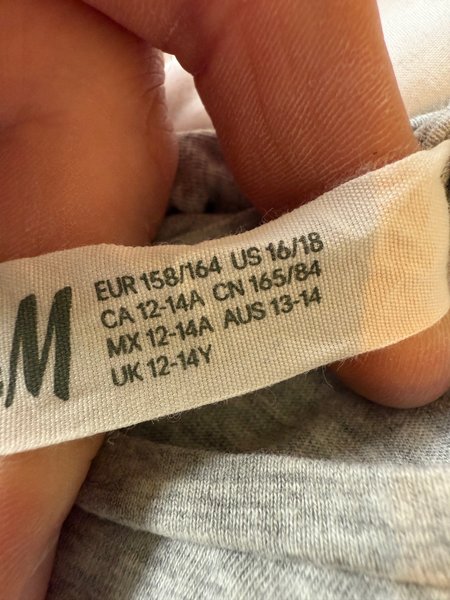 &M
EUR 158/164 US 16/18
CA 12-14A CN 165/84
MX 12-14A AUS 13-14
UK 12-14Y